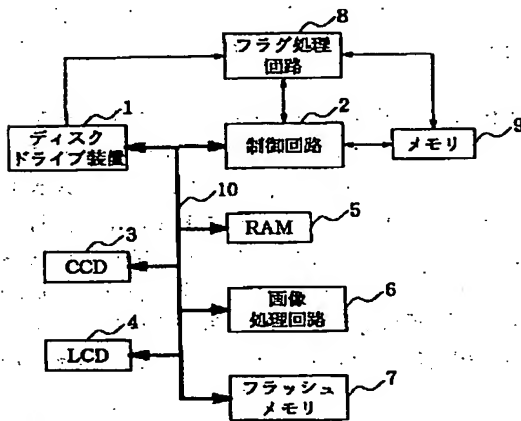 8
フラグ処理
回路
1
2
ディスク
ドライブ装置
制御回路
メモリ
9
10
5
RAM
3
CCD
6
画像
処理回路
4
LCD
7
フラッシュ
メモリ